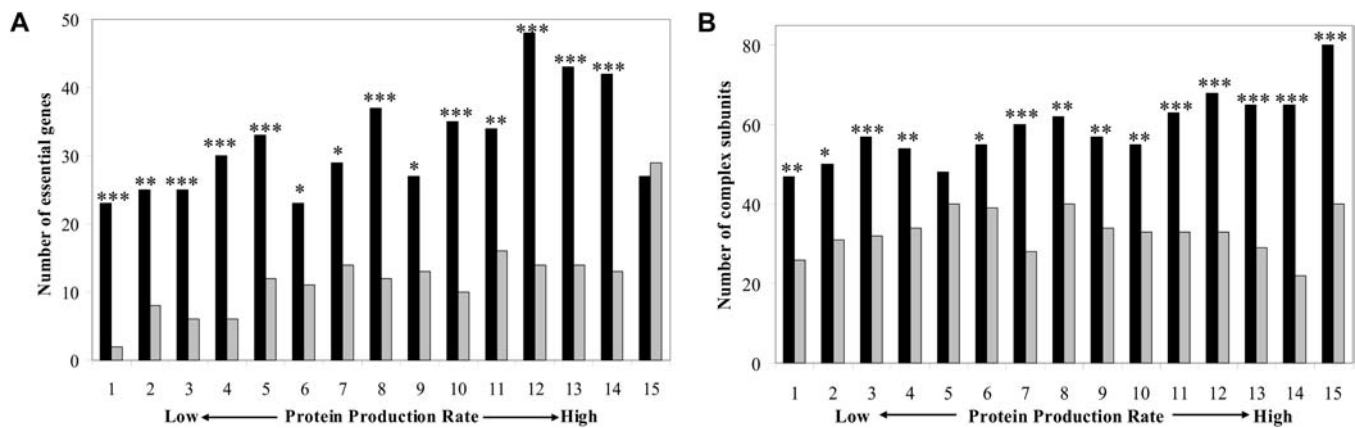 A
Number of essential genes
50
40
30
20
10
0
*** ** *** *** *** * * *** * *** ** *** *** ***
1 2 3 4 5 6 7 8 9 10 11 12 13 14 15
Low Protein Production Rate High
B
Number of complex subunits
80
60
40
20
0
** * *** ** * *** ** ** ** *** *** *** *** ***
1 2 3 4 5 6 7 8 9 10 11 12 13 14 15
Low Protein Production Rate High